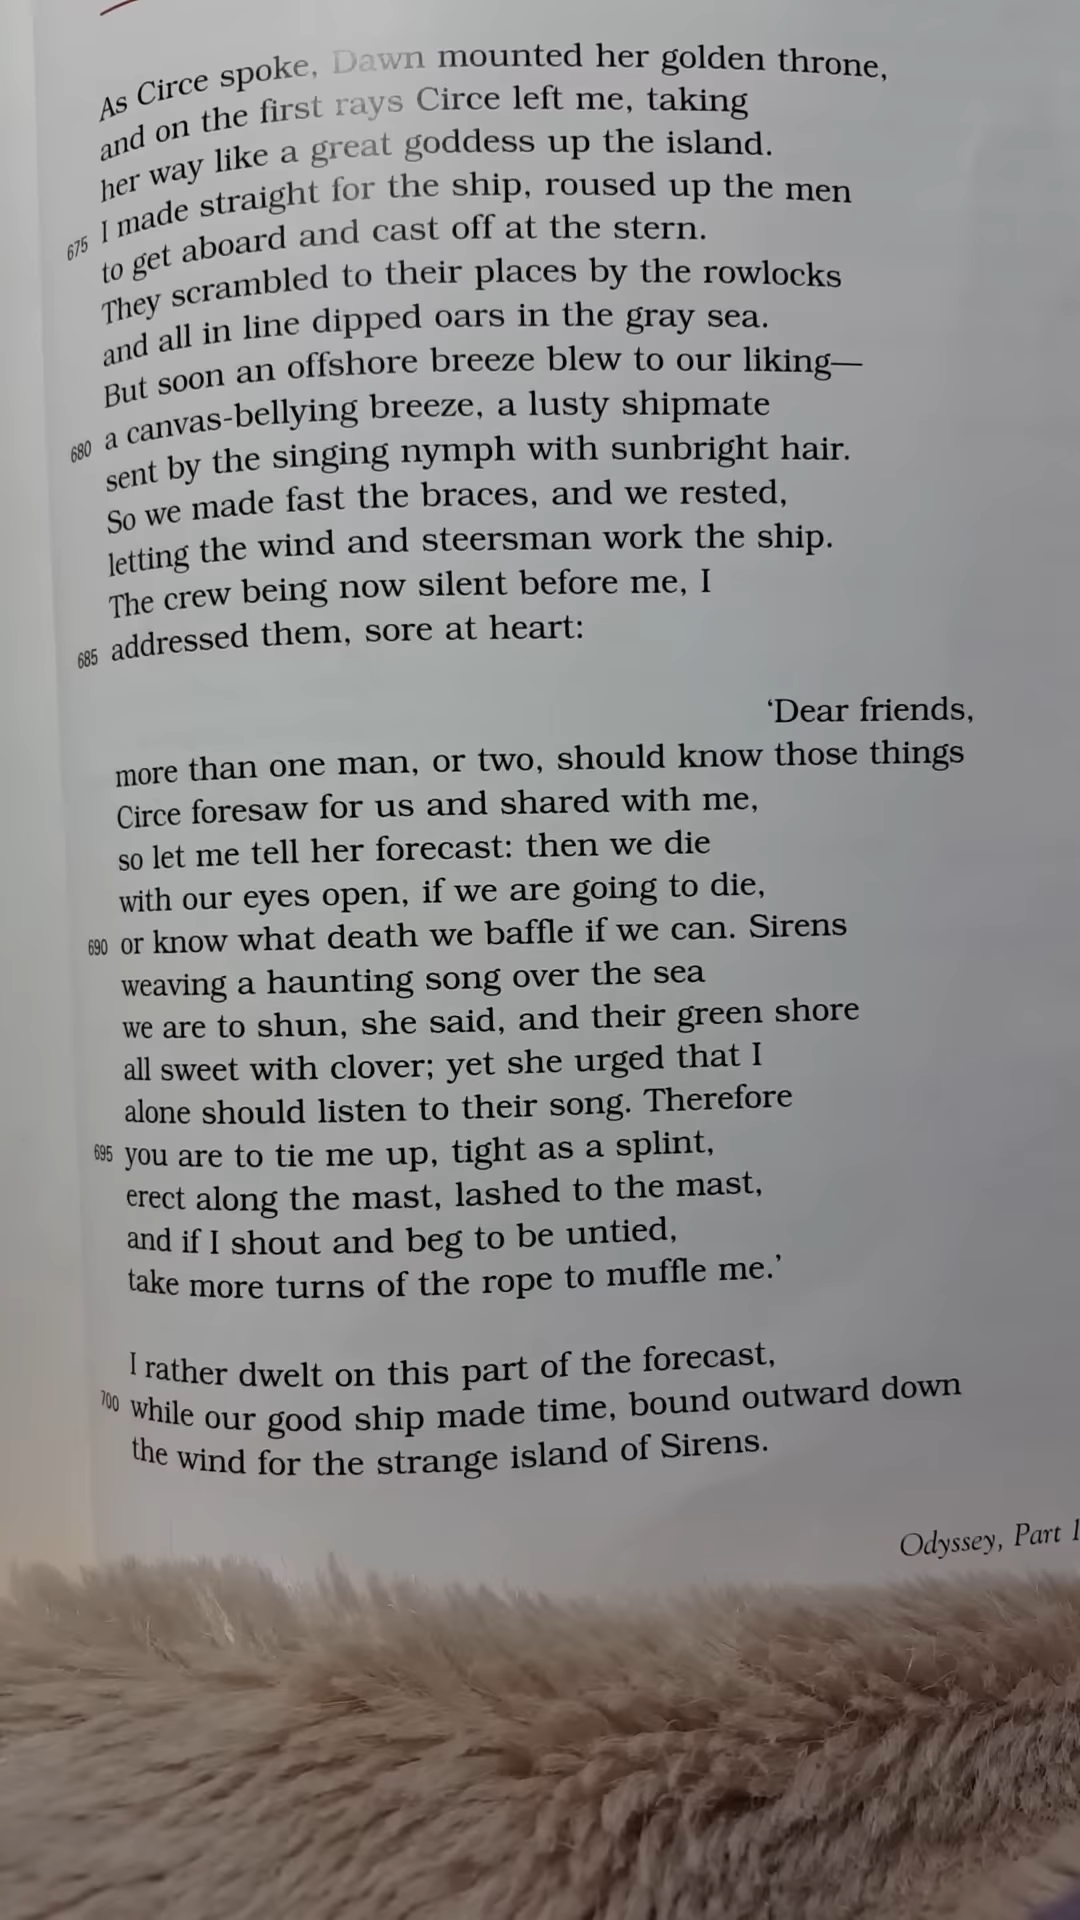 As Circe spoke, Dawn mounted her golden throne,
and on the first rays Circe left me, taking
her way like a great goddess up the island.
675 I made straight for the ship, roused up the men
to get aboard and cast off at the stern.
They scrambled to their places by the rowlocks
and all in line dipped oars in the gray sea.
But soon an offshore breeze blew to our liking—
680 a canvas-bellying breeze, a lusty shipmate
sent by the singing nymph with sunbright hair.
So we made fast the braces, and we rested,
letting the wind and steersman work the ship.
The crew being now silent before me, I
685 addressed them, sore at heart:
‘Dear friends,
more than one man, or two, should know those things
Circe foresaw for us and shared with me,
so let me tell her forecast: then we die
with our eyes open, if we are going to die,
690 or know what death we baffle if we can. Sirens
weaving a haunting song over the sea
we are to shun, she said, and their green shore
all sweet with clover; yet she urged that I
alone should listen to their song. Therefore
695 you are to tie me up, tight as a splint,
erect along the mast, lashed to the mast,
and if I shout and beg to be untied,
take more turns of the rope to muffle me.’
I rather dwelt on this part of the forecast,
700 while our good ship made time, bound outward down
the wind for the strange island of Sirens.
Odyssey, Part 1